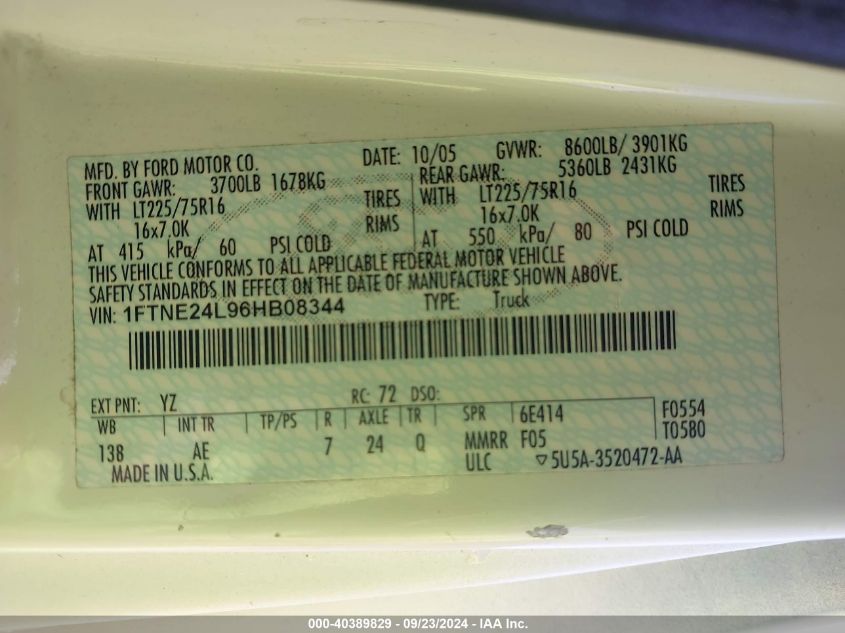 MFD. BY FORD MOTOR CO. DATE: 10/05 GVWR: 8600LB/ 3901KG
FRONT GAWR: 3700LB 1678KG REAR GAWR: 5360LB 2431KG
WITH LT225/75R16 TIRES WITH LT225/75R16 TIRES
16x7.0K RIMS 16x7.0K RIMS
AT 415 kPa/ 60 PSI COLD AT 550 kPa/ 80 PSI COLD
THIS VEHICLE CONFORMS TO ALL APPLICABLE FEDERAL MOTOR VEHICLE
SAFETY STANDARDS IN EFFECT ON THE DATE OF MANUFACTURE SHOWN ABOVE.
VIN: 1FTNE24L96HB08344 TYPE: Truck
EXT PNT: YZ RC: 72 DSO:
WB INT TR TP/PS R AXLE TR SPR 6E414 F0554
138 AE 7 24 Q MMRR F05 T0580
MADE IN U.S.A. ULC ▽5U5A-3520472-AA
000-40389829 - 09/23/2024 - IAA Inc.